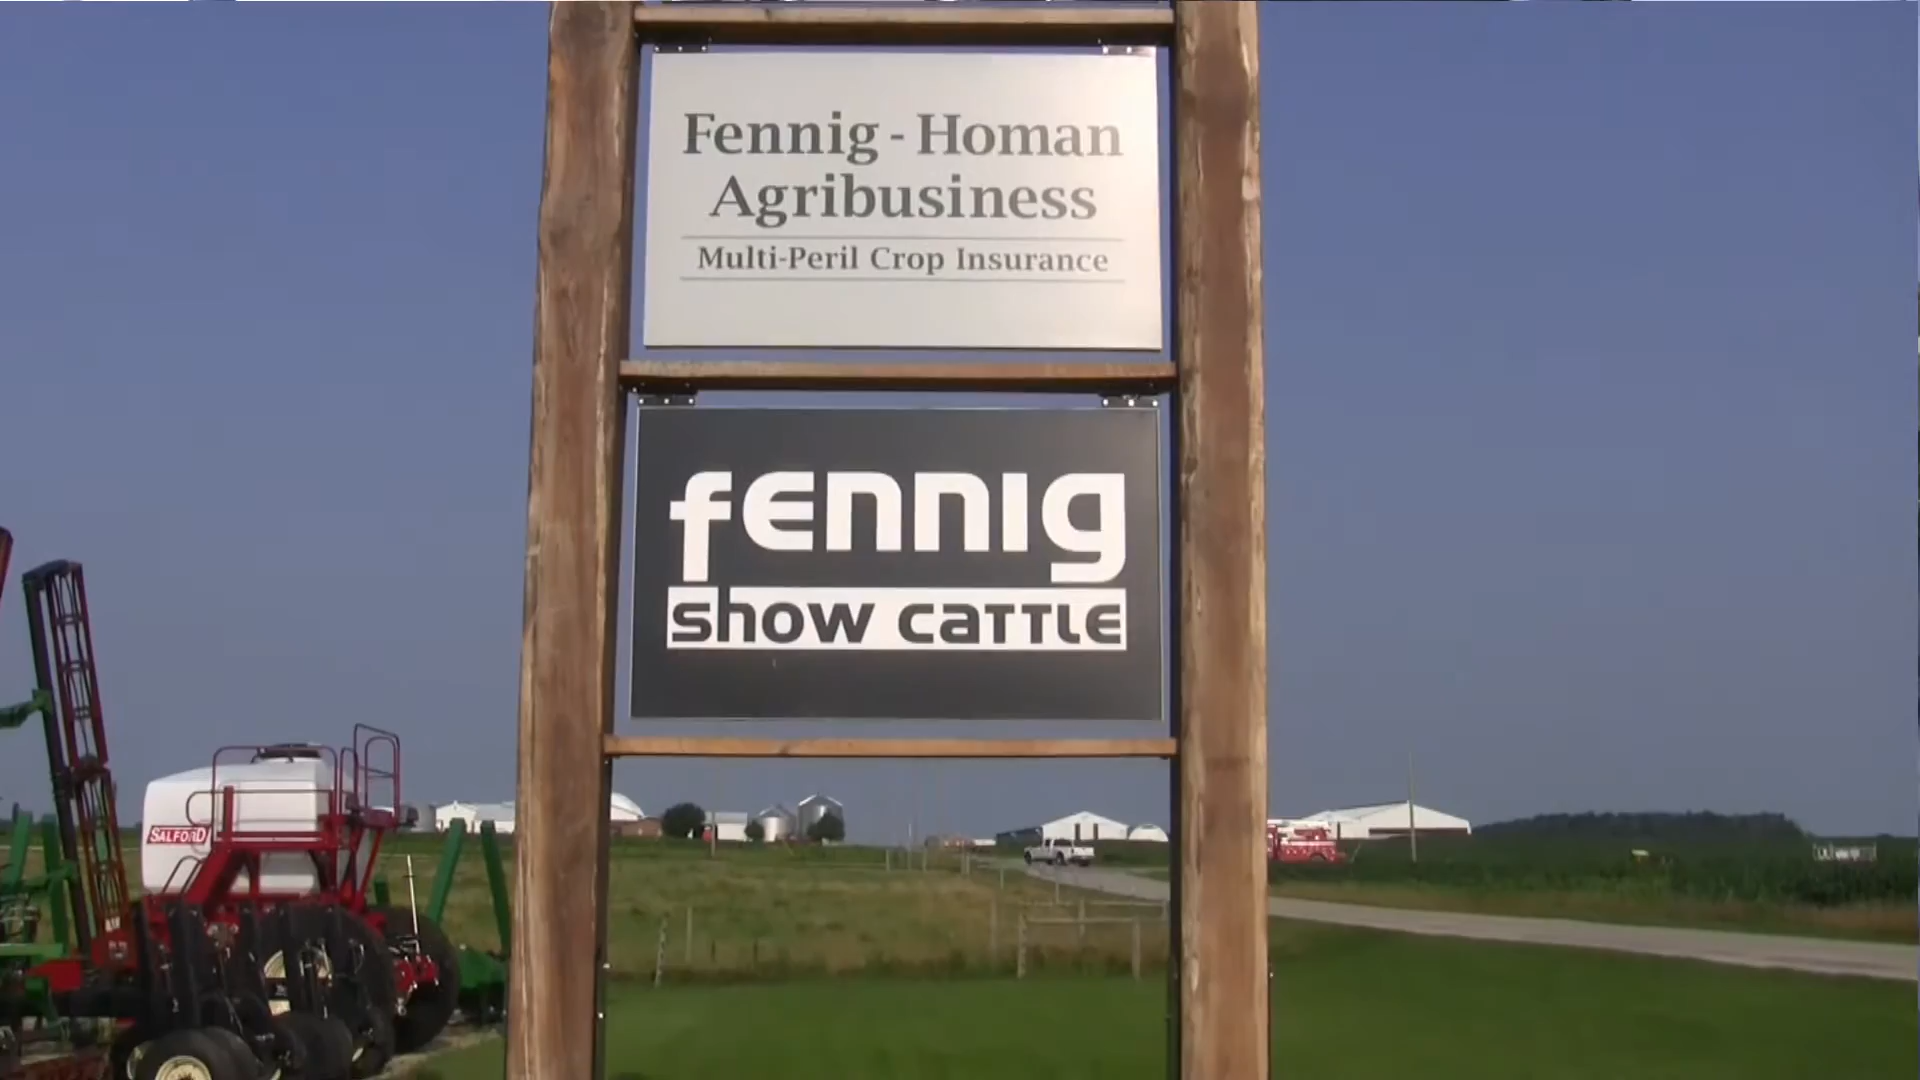 Fennig - Homan
Agribusiness
Multi-Peril Crop Insurance
fennig
show cattle
SALFORD